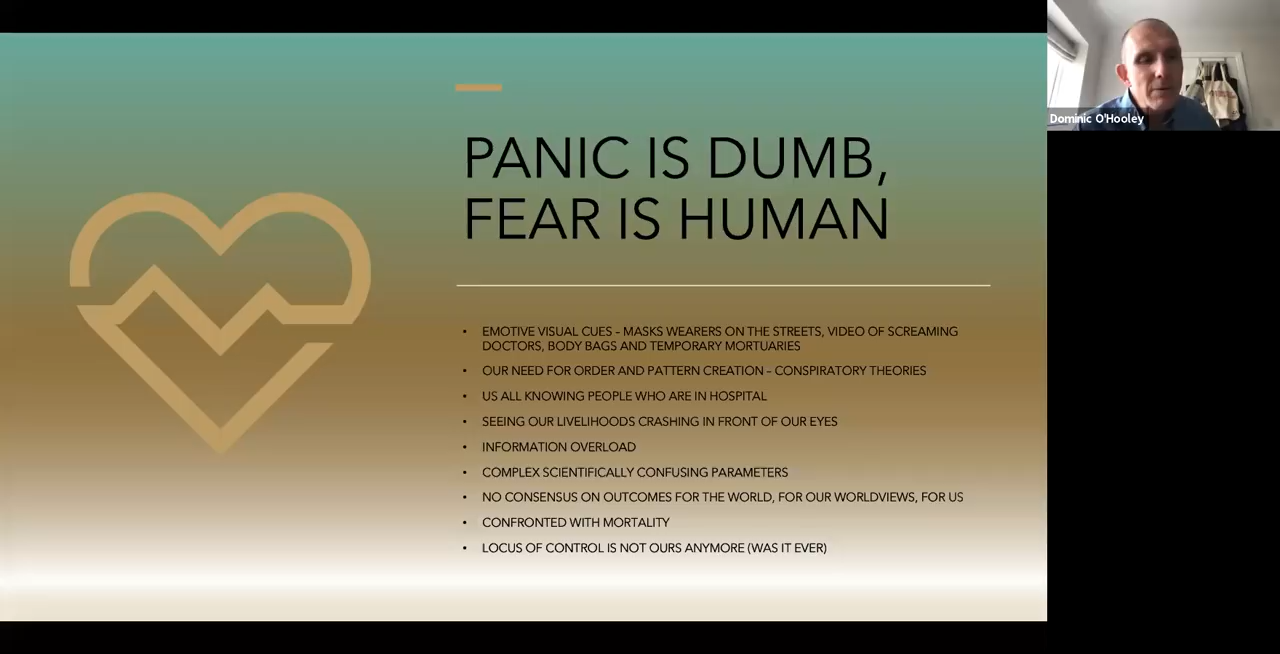 PANIC IS DUMB,
FEAR IS HUMAN
• EMOTIVE VISUAL CUES - MASKS WEARERS ON THE STREETS, VIDEO OF SCREAMING
DOCTORS, BODY BAGS AND TEMPORARY MORTUARIES
• OUR NEED FOR ORDER AND PATTERN CREATION – CONSPIRATORY THEORIES
• US ALL KNOWING PEOPLE WHO ARE IN HOSPITAL
• SEEING OUR LIVELIHOODS CRASHING IN FRONT OF OUR EYES
• INFORMATION OVERLOAD
• COMPLEX SCIENTIFICALLY CONFUSING PARAMETERS
• NO CONSENSUS ON OUTCOMES FOR THE WORLD, FOR OUR WORLDVIEWS, FOR US
• CONFRONTED WITH MORTALITY
• LOCUS OF CONTROL IS NOT OURS ANYMORE (WAS IT EVER)
Dominic O'Hooley